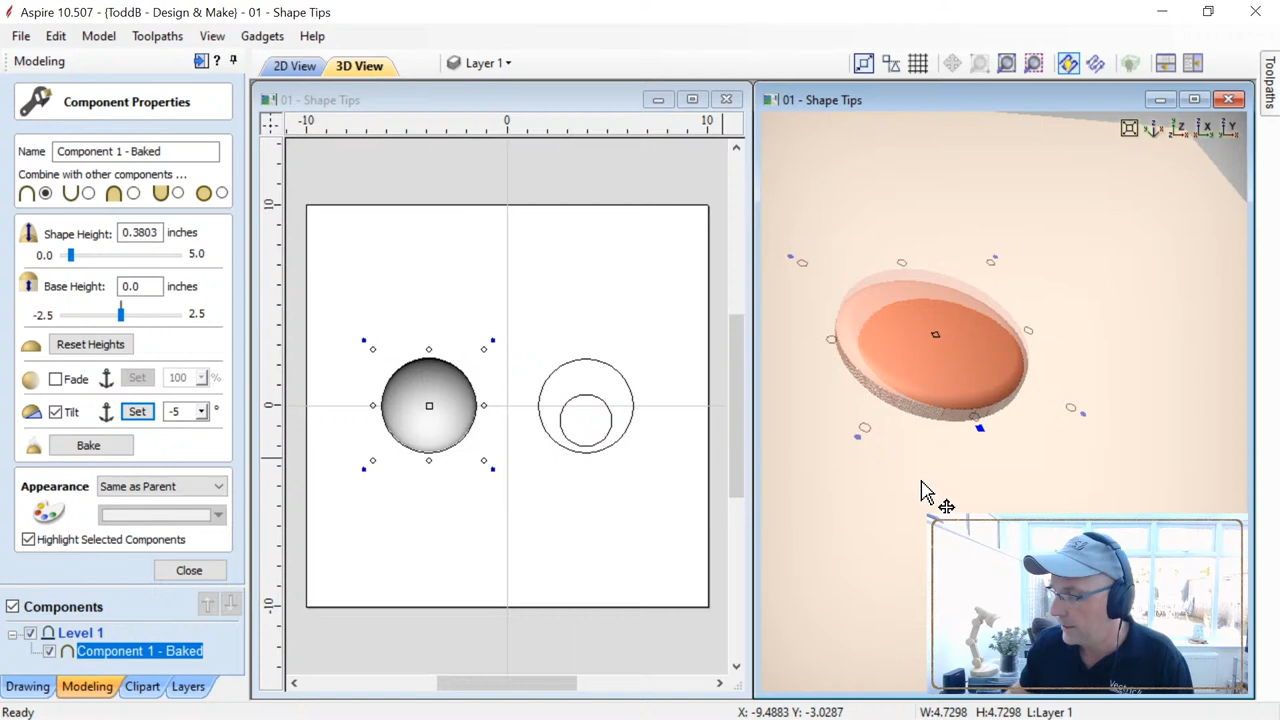 Aspire 10.507 - {ToddB - Design & Make} - 01 - Shape Tips
File Edit Model Toolpaths View Gadgets Help
Modeling
2D View 3D View Layer 1
Toolpaths
Component Properties
01 - Shape Tips
01 - Shape Tips
-10 0 10
Z X Y
Name Component 1 - Baked
Combine with other components ...
10
0
-10
Shape Height: 0.3803 inches
0.0 5.0
Base Height: 0.0 inches
-2.5 2.5
Reset Heights
Fade Set 100 %
Tilt Set -5 °
Bake
Appearance Same as Parent
Highlight Selected Components
Close
Components
Level 1
Component 1 - Baked
Drawing Modeling Clipart Layers
Ready X: -9.4883 Y: -3.0287 W:4.7298 H:4.7298 L:Layer 1